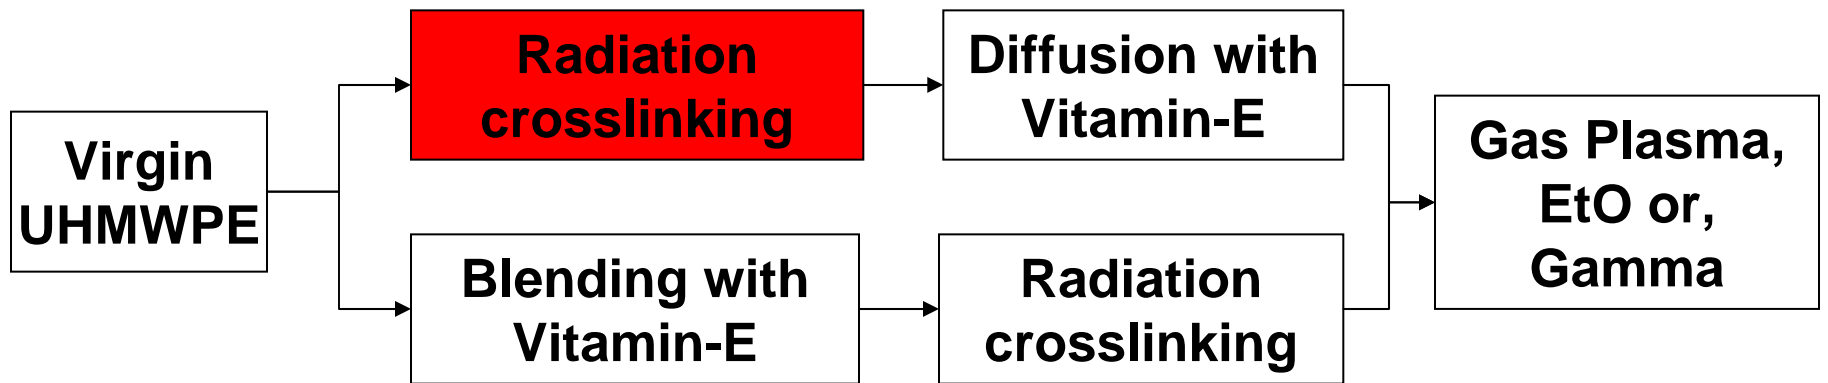 Virgin
UHMWPE
Radiation
crosslinking
Diffusion with
Vitamin-E
Blending with
Vitamin-E
Radiation
crosslinking
Gas Plasma,
EtO or,
Gamma